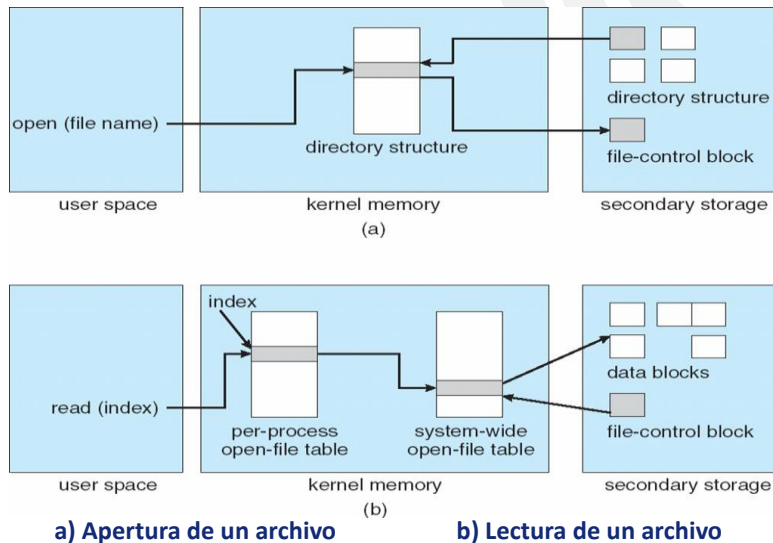 directory structure
open (file name)
directory structure
file-control block
user space
kernel memory
secondary storage
(a)
index
data blocks
read (index)
per-process
open-file table
system-wide
open-file table
file-control block
user space
kernel memory
secondary storage
(b)
a) Apertura de un archivo
b) Lectura de un archivo